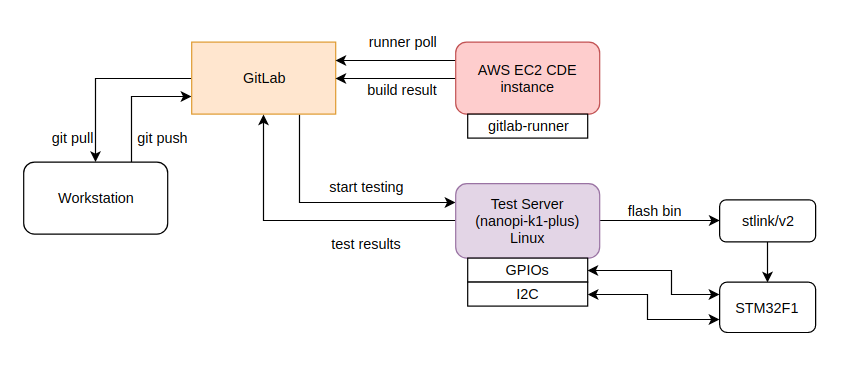 runner poll
GitLab
AWS EC2 CDE
instance
build result
gitlab-runner
git pull
git push
Workstation
start testing
Test Server
(nanopi-k1-plus)
Linux
flash bin
stlink/v2
test results
GPIOs
I2C
STM32F1